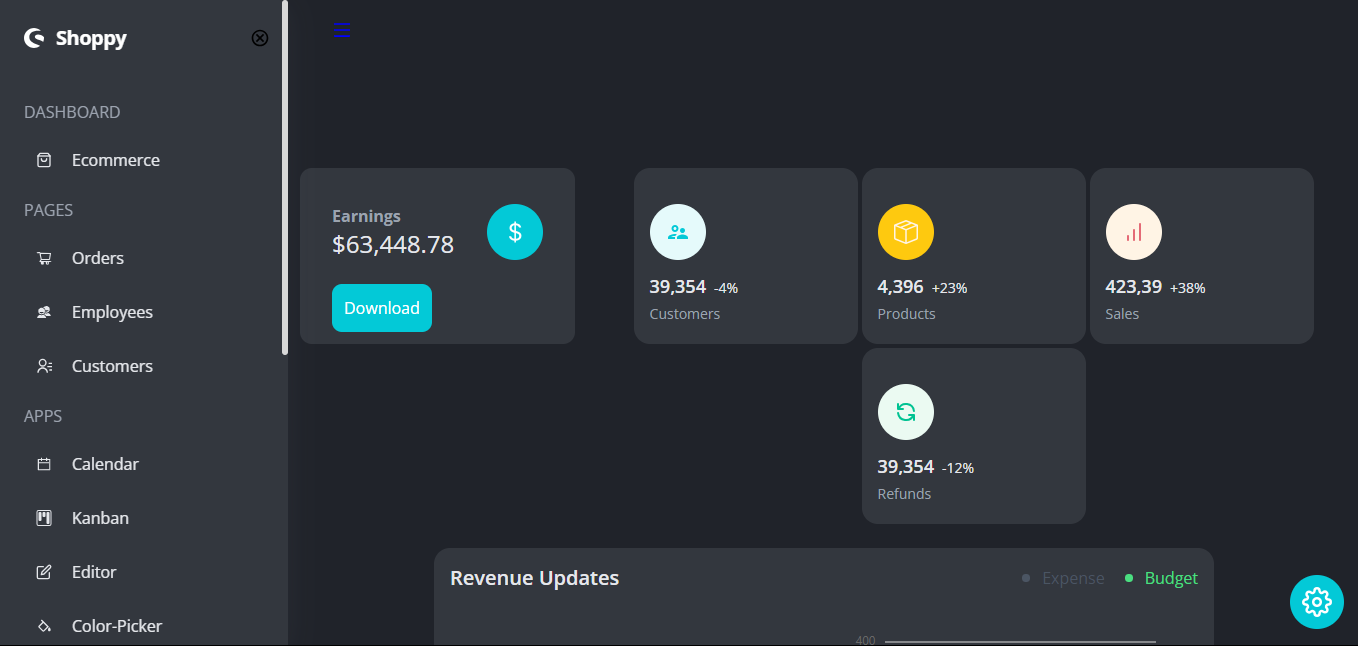 Shoppy
DASHBOARD
Ecommerce
PAGES
Orders
Employees
Customers
APPS
Calendar
Kanban
Editor
Color-Picker
Earnings
$63,448.78
$
Download
39,354 -4%
Customers
4,396 +23%
Products
423,39 +38%
Sales
39,354 -12%
Refunds
Revenue Updates
Expense
Budget
400